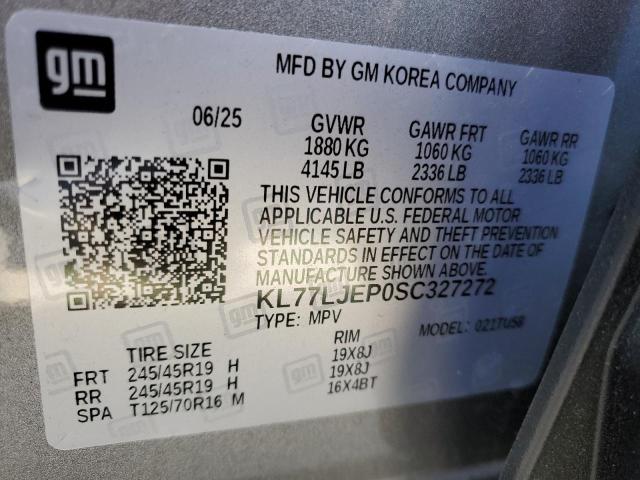 gm
MFD BY GM KOREA COMPANY
06/25 GVWR GAWR FRT GAWR RR
1880 KG 1060 KG 1060 KG
4145 LB 2336 LB 2336 LB
THIS VEHICLE CONFORMS TO ALL
APPLICABLE U.S. FEDERAL MOTOR
VEHICLE SAFETY AND THEFT PREVENTION
STANDARDS IN EFFECT ON THE DATE OF
MANUFACTURE SHOWN ABOVE.
KL77LJEP0SC327272
TYPE: MPV MODEL: 021TU58
TIRE SIZE RIM
FRT 245/45R19 H 19X8J
RR 245/45R19 H 19X8J
SPA T125/70R16 M 16X4BT